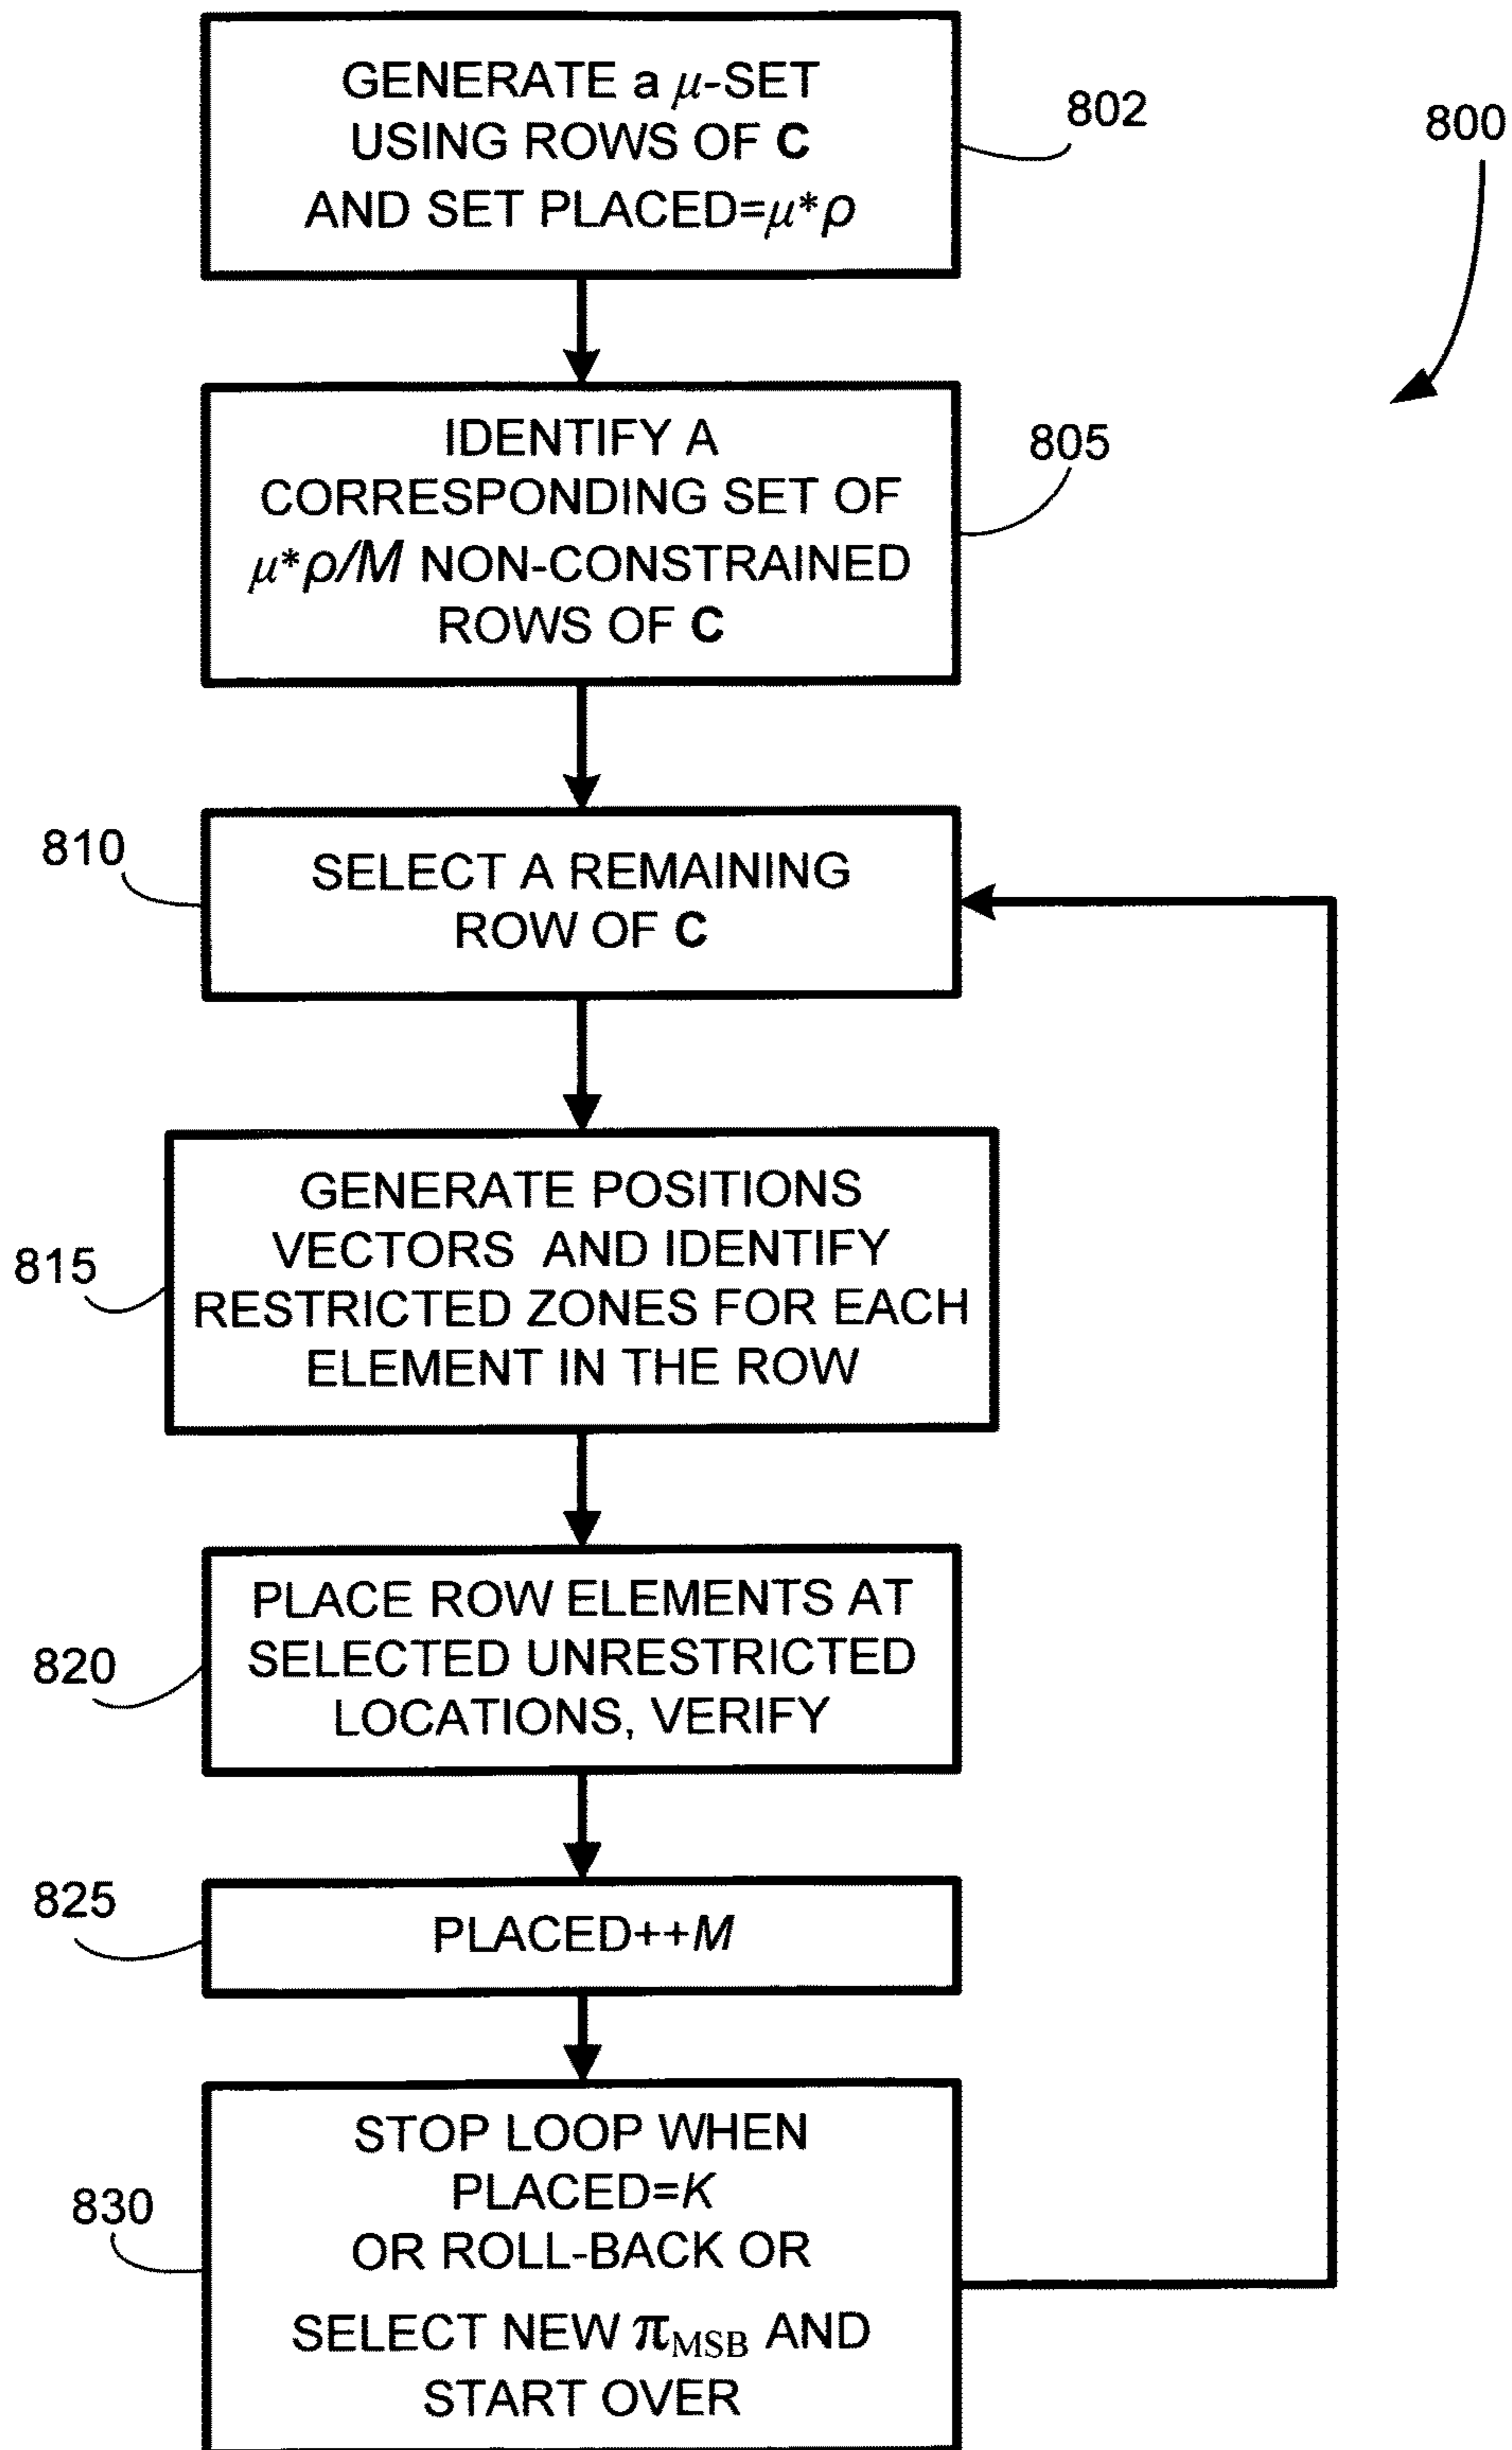 GENERATE a μ-SET
USING ROWS OF C
AND SET PLACED=μ*ρ
802
800
IDENTIFY A
CORRESPONDING SET OF
μ*ρ/M NON-CONSTRAINED
ROWS OF C
805
810
SELECT A REMAINING
ROW OF C
GENERATE POSITIONS
VECTORS AND IDENTIFY
RESTRICTED ZONES FOR EACH
ELEMENT IN THE ROW
815
PLACE ROW ELEMENTS AT
SELECTED UNRESTRICTED
LOCATIONS, VERIFY
820
825
PLACED++M
STOP LOOP WHEN
PLACED=K
OR ROLL-BACK OR
SELECT NEW πMSB AND
START OVER
830